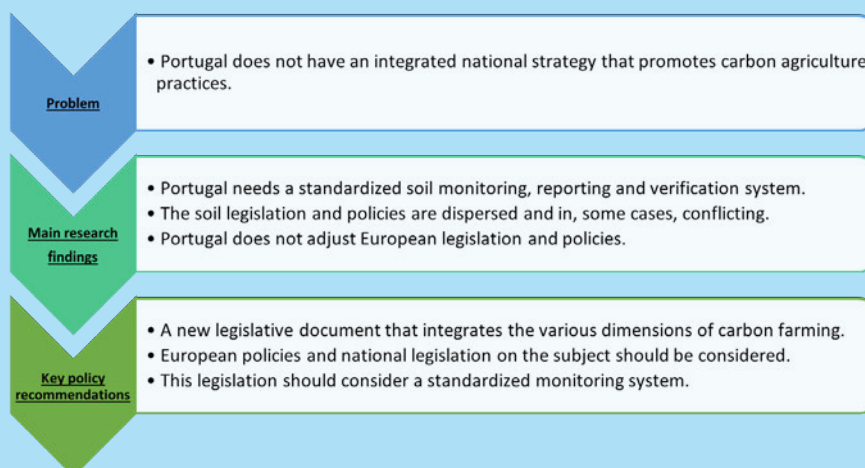 Problem
• Portugal does not have an integrated national strategy that promotes carbon agriculture
practices.
Main research
findings
• Portugal needs a standardized soil monitoring, reporting and verification system.
• The soil legislation and policies are dispersed and in, some cases, conflicting.
• Portugal does not adjust European legislation and policies.
Key policy
recommendations
• A new legislative document that integrates the various dimensions of carbon farming.
• European policies and national legislation on the subject should be considered.
• This legislation should consider a standardized monitoring system.